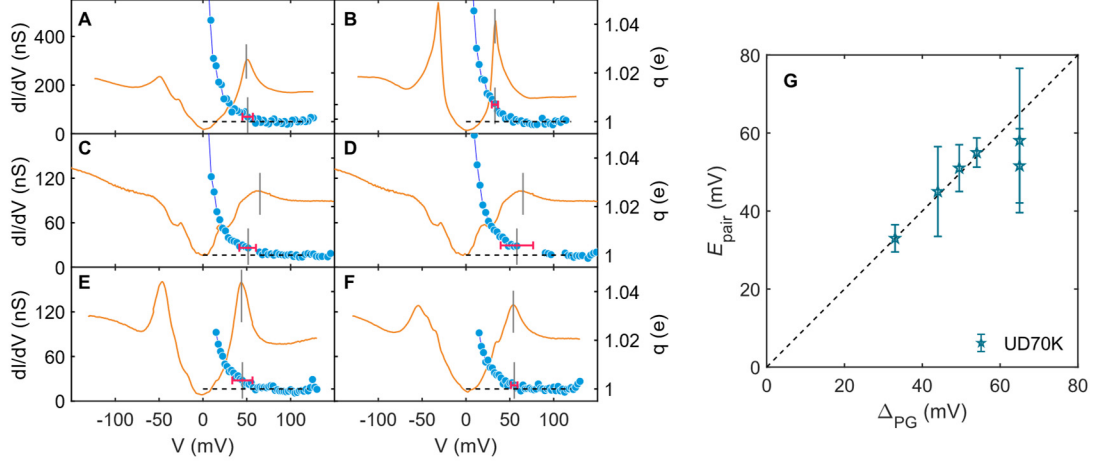 A
B
dI/dV (nS)
400
200
0
1.04
1.02
1
q (e)
C
D
dI/dV (nS)
120
60
0
1.04
1.02
1
q (e)
E
F
dI/dV (nS)
120
60
0
1.04
1.02
1
q (e)
-100 -50 0 50 100
-100 -50 0 50 100
V (mV)
V (mV)
G
80
60
40
20
0
E_pair (mV)
UD70K
0 20 40 60 80
Δ_PG (mV)